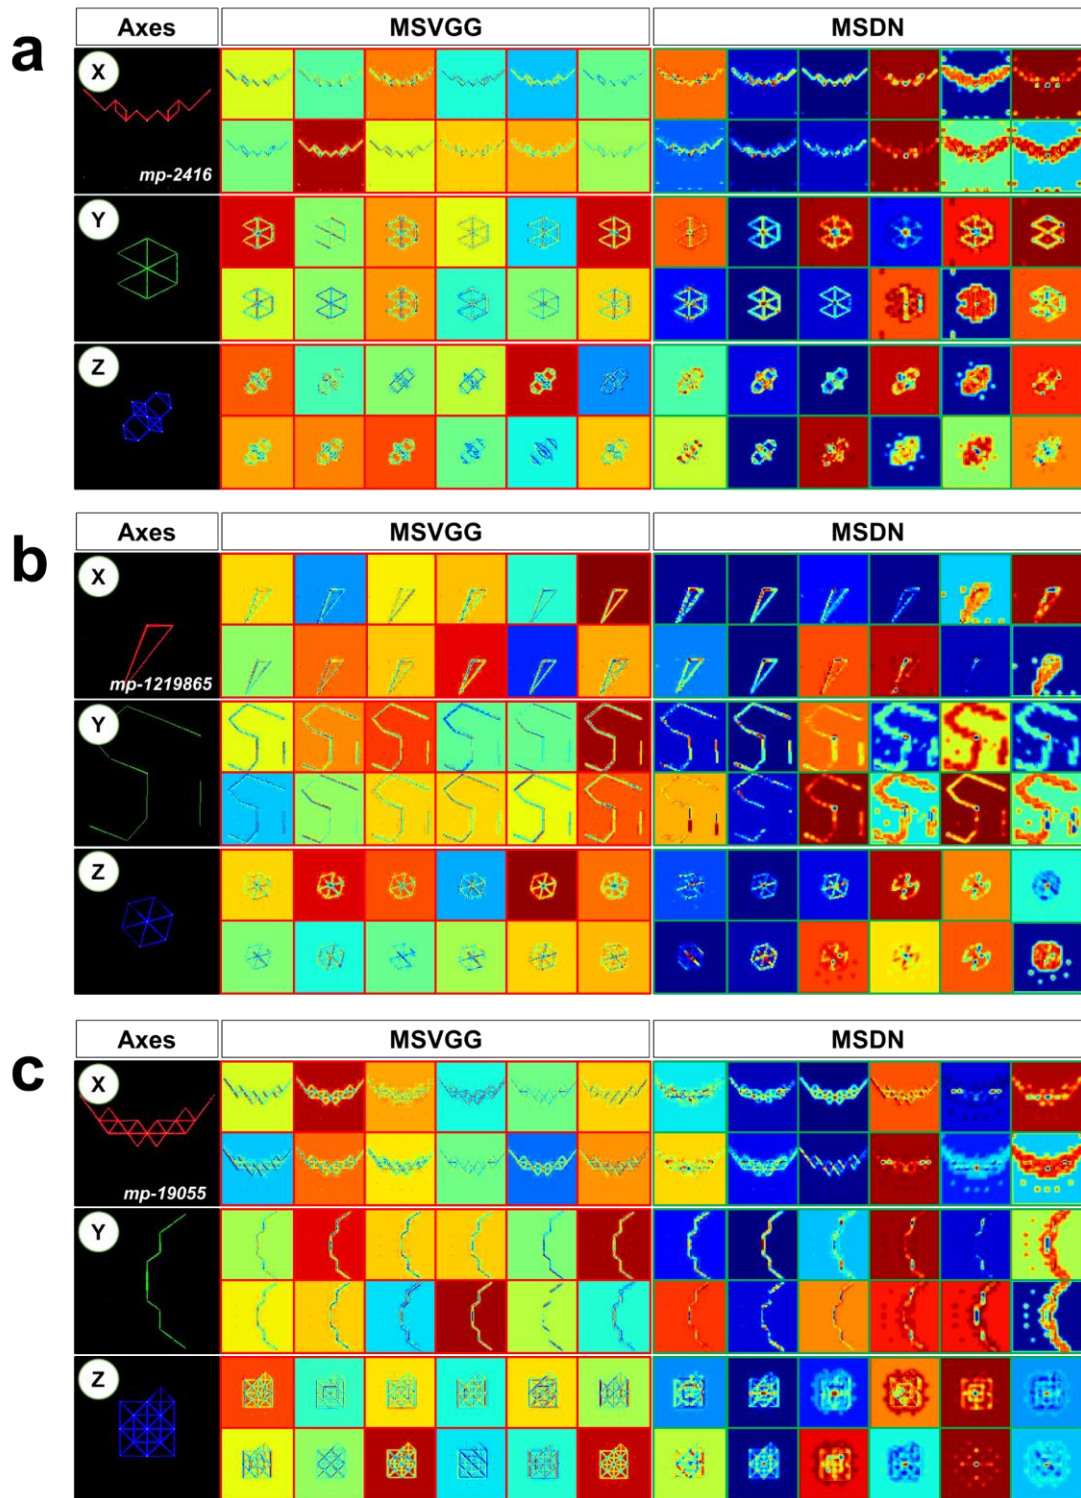 a
Axes MSVGG MSDN
X
mp-2416
Y
Z
b
Axes MSVGG MSDN
X
mp-1219865
Y
Z
c
Axes MSVGG MSDN
X
mp-19055
Y
Z